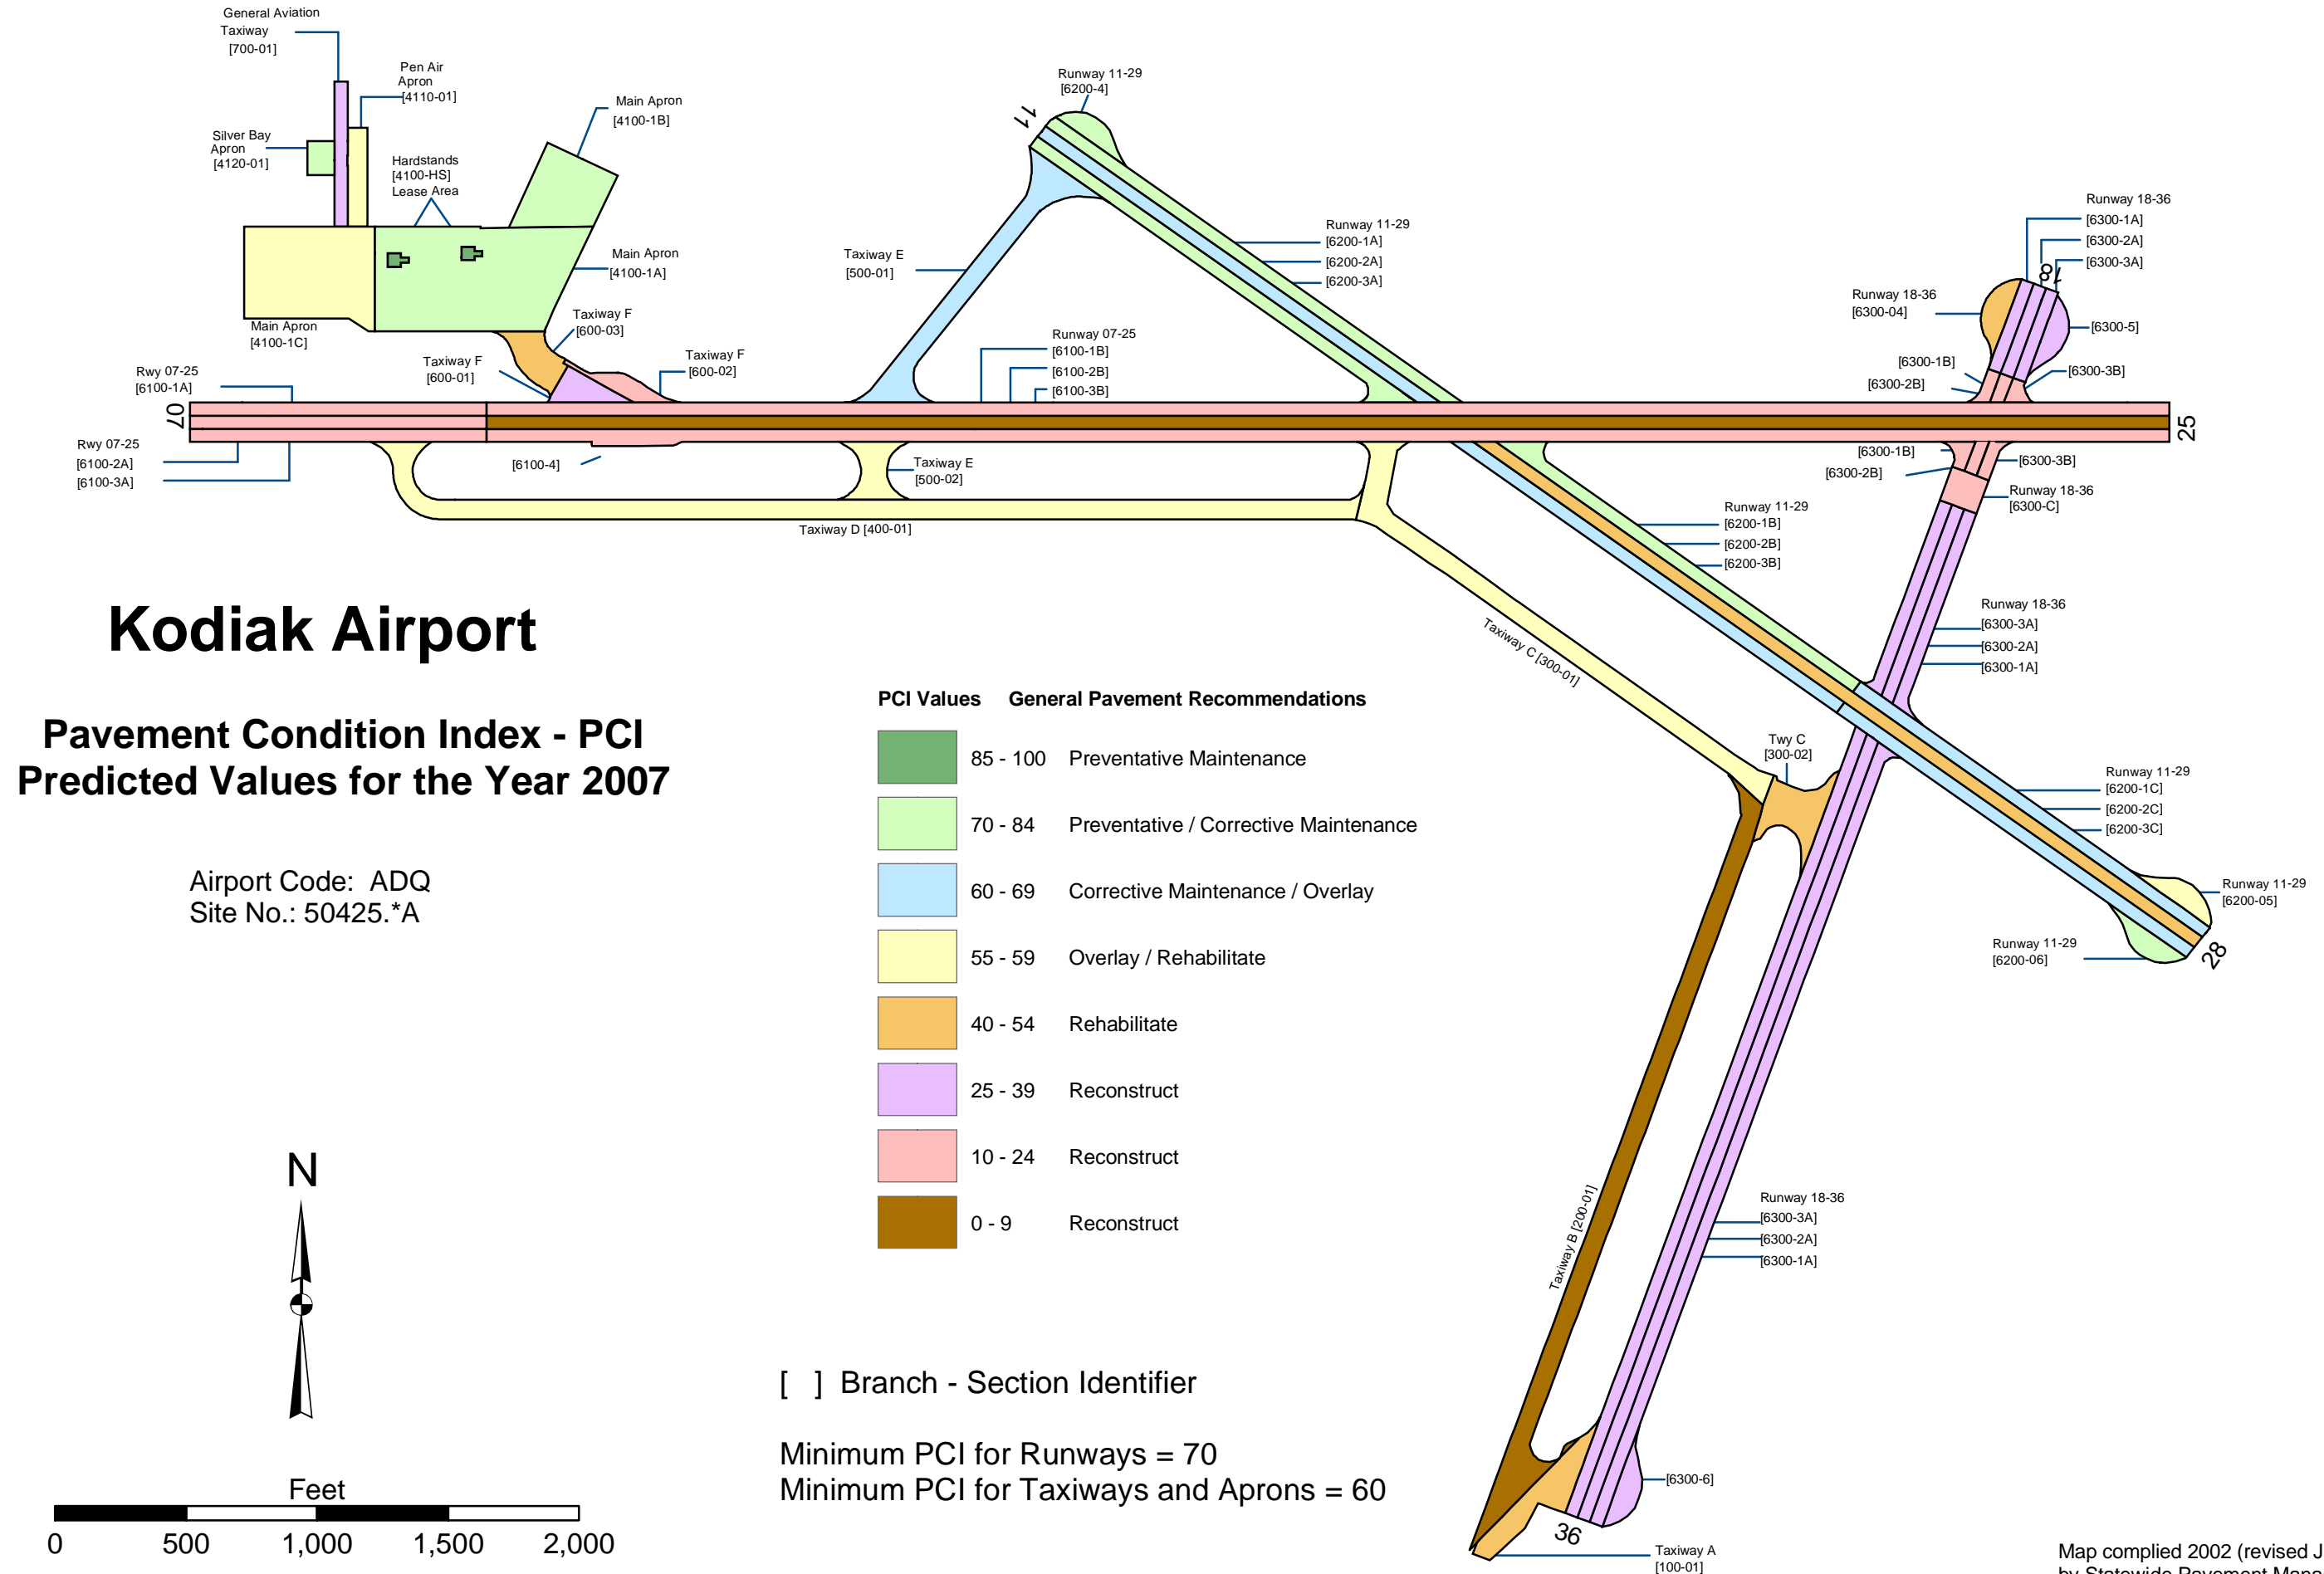 General Aviation
Taxiway
[700-01]
Pen Air
Apron
[4110-01]
Silver Bay
Apron
[4120-01]
Hardstands
[4100-HS]
Lease Area
Main Apron
[4100-1B]
Main Apron
[4100-1A]
Main Apron
[4100-1C]
Taxiway F
[600-03]
Taxiway F
[600-01]
Taxiway F
[600-02]
Rwy 07-25
[6100-1A]
07
Rwy 07-25
[6100-2A]
[6100-3A]
[6100-4]
Runway 11-29
[6200-4]
11
Taxiway E
[500-01]
Runway 07-25
[6100-1B]
[6100-2B]
[6100-3B]
Taxiway E
[500-02]
Taxiway D [400-01]
Runway 11-29
[6200-1A]
[6200-2A]
[6200-3A]
Runway 18-36
[6300-1A]
[6300-2A]
[6300-3A]
18
Runway 18-36
[6300-04]
[6300-5]
[6300-1B]
[6300-2B]
[6300-3B]
25
[6300-1B]
[6300-2B]
[6300-3B]
Runway 18-36
[6300-C]
Runway 11-29
[6200-1B]
[6200-2B]
[6200-3B]
Runway 18-36
[6300-3A]
[6300-2A]
[6300-1A]
Taxiway C [300-01]
Twy C
[300-02]
Runway 11-29
[6200-1C]
[6200-2C]
[6200-3C]
Runway 11-29
[6200-05]
Runway 11-29
[6200-06]
28
Taxiway B [200-01]
Runway 18-36
[6300-3A]
[6300-2A]
[6300-1A]
[6300-6]
36
Taxiway A
[100-01]
Kodiak Airport
Pavement Condition Index - PCI
Predicted Values for the Year 2007
Airport Code: ADQ
Site No.: 50425.*A
PCI Values General Pavement Recommendations
85 - 100 Preventative Maintenance
70 - 84 Preventative / Corrective Maintenance
60 - 69 Corrective Maintenance / Overlay
55 - 59 Overlay / Rehabilitate
40 - 54 Rehabilitate
25 - 39 Reconstruct
10 - 24 Reconstruct
0 - 9 Reconstruct
N
Feet
0 500 1,000 1,500 2,000
[ ] Branch - Section Identifier
Minimum PCI for Runways = 70
Minimum PCI for Taxiways and Aprons = 60
Map complied 2002 (revised J
by Statewide Pavement